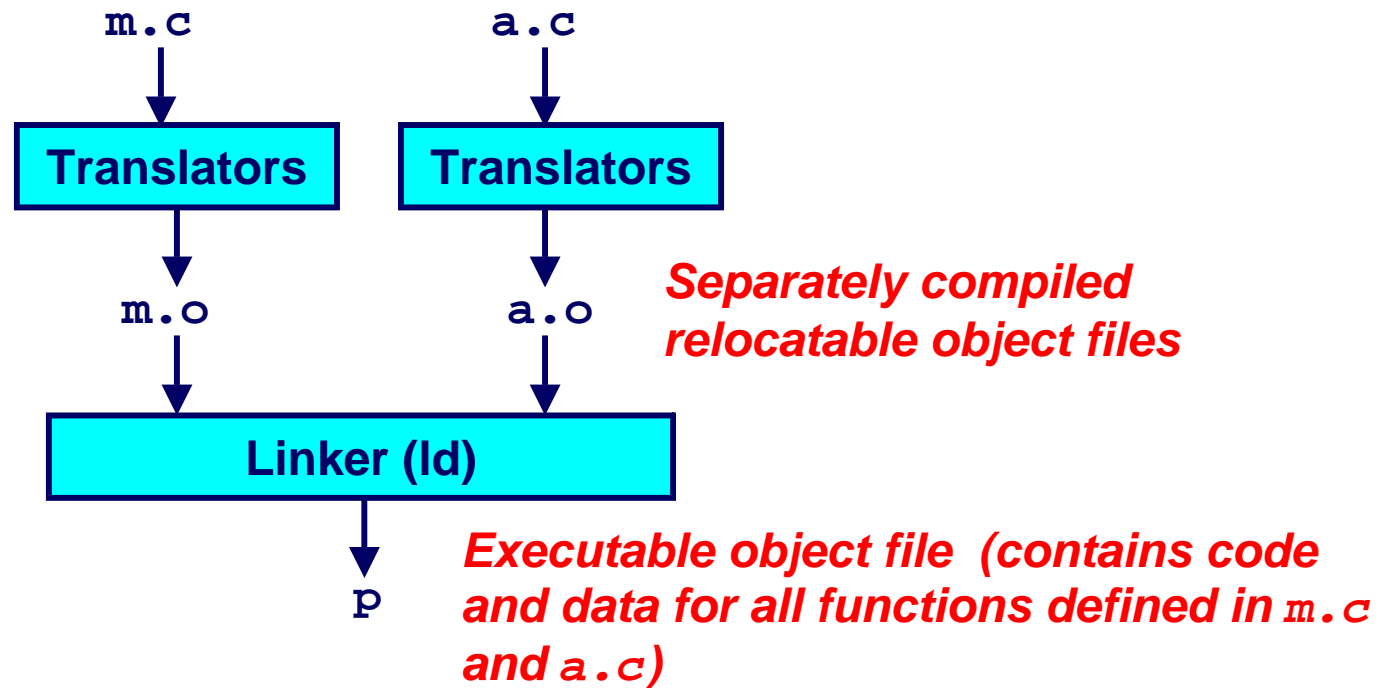 m.c a.c
Translators Translators
m.o a.o
Separately compiled
relocatable object files
Linker (ld)
Executable object file (contains code
and data for all functions defined in m.c
and a.c)
p